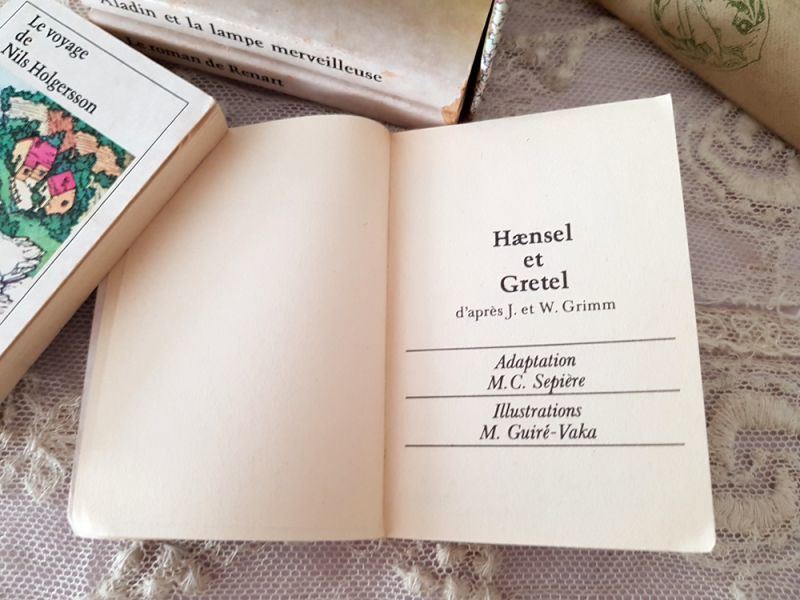 Le voyage
de
Nils Holgersson
Aladin et la lampe merveilleuse
Le roman de Renart
Hænsel
et
Gretel
d'après J. et W. Grimm
Adaptation
M. C. Sepière
Illustrations
M. Guiré-Vaka